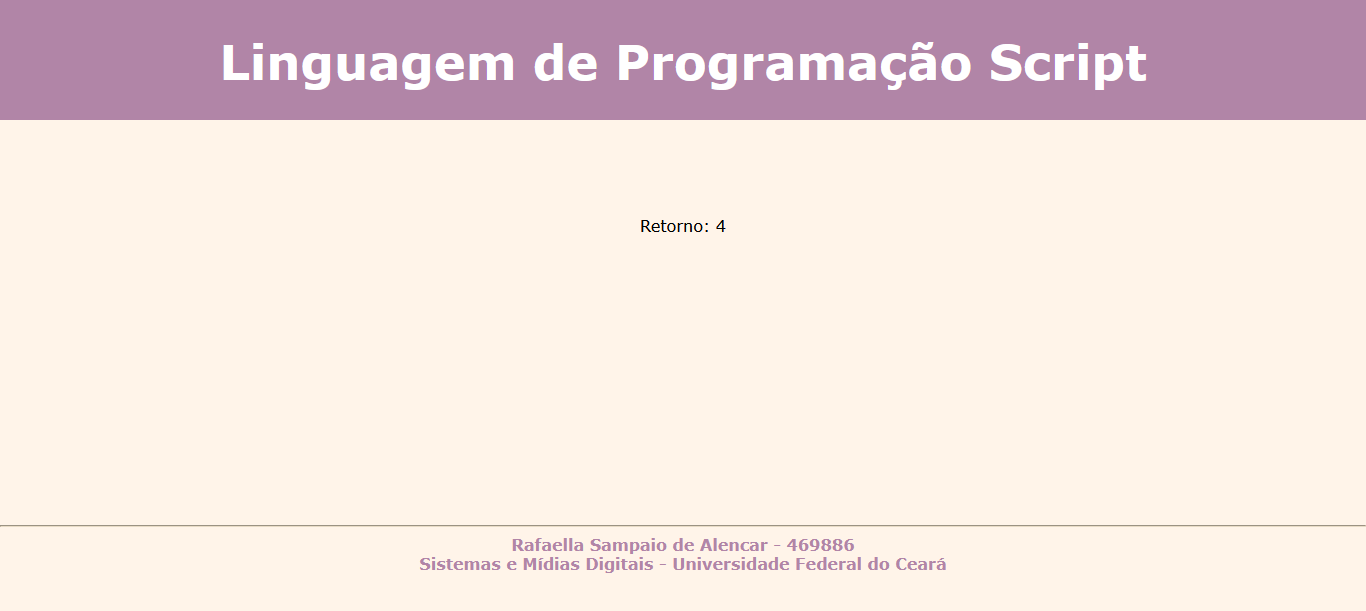 Linguagem de Programação Script
Retorno: 4
Rafaella Sampaio de Alencar - 469886
Sistemas e Mídias Digitais - Universidade Federal do Ceará